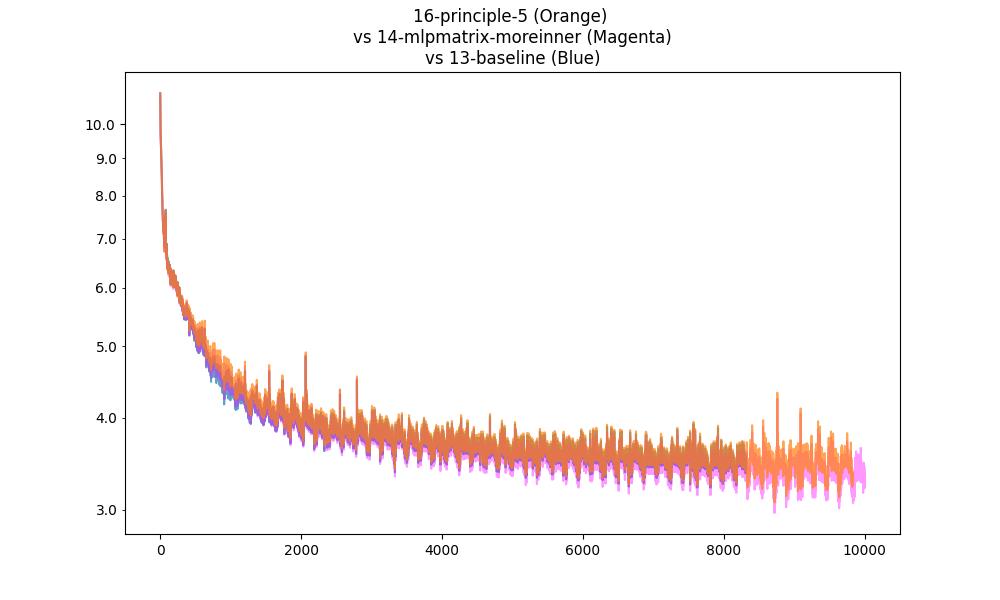 16-principle-5 (Orange)
vs 14-mlpmatrix-moreinner (Magenta)
vs 13-baseline (Blue)
10.0
9.0
8.0
7.0
6.0
5.0
4.0
3.0
0 2000 4000 6000 8000 10000